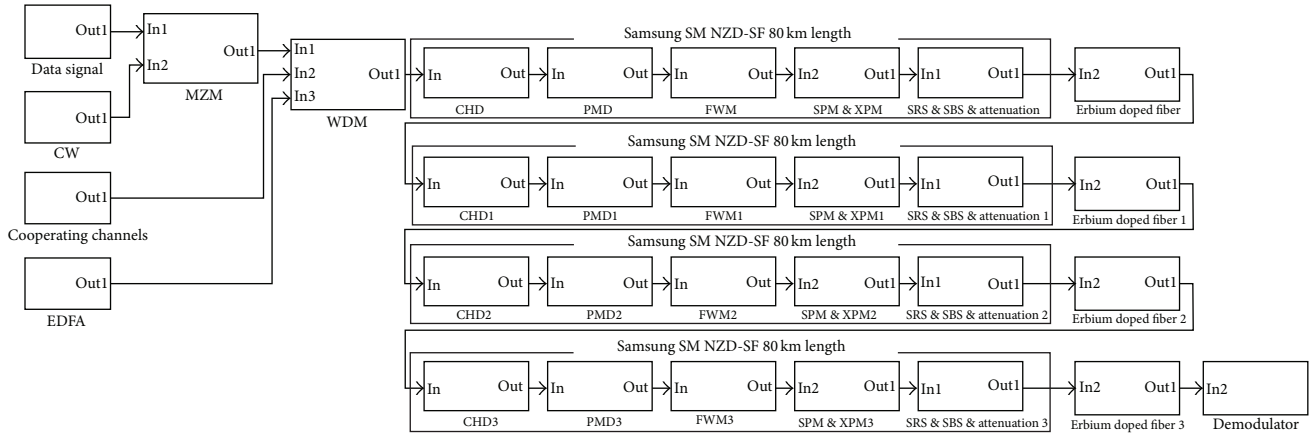 Out1
Data signal
Out1
CW
Out1
Cooperating channels
Out1
EDFA
In1
In2
Out1
MZM
In1
In2
In3
Out1
WDM
Samsung SM NZD-SF 80 km length
In Out
CHD
In Out
PMD
In Out
FWM
In2 Out1
SPM & XPM
In1 Out1
SRS & SBS & attenuation
In2 Out1
Erbium doped fiber
Samsung SM NZD-SF 80 km length
In Out
CHD1
In Out
PMD1
In Out
FWM1
In2 Out1
SPM & XPM1
In1 Out1
SRS & SBS & attenuation 1
In2 Out1
Erbium doped fiber 1
Samsung SM NZD-SF 80 km length
In Out
CHD2
In Out
PMD2
In Out
FWM2
In2 Out1
SPM & XPM2
In1 Out1
SRS & SBS & attenuation 2
In2 Out1
Erbium doped fiber 2
Samsung SM NZD-SF 80 km length
In Out
CHD3
In Out
PMD3
In Out
FWM3
In2 Out1
SPM & XPM3
In1 Out1
SRS & SBS & attenuation 3
In2 Out1
Erbium doped fiber 3
In2
Demodulator